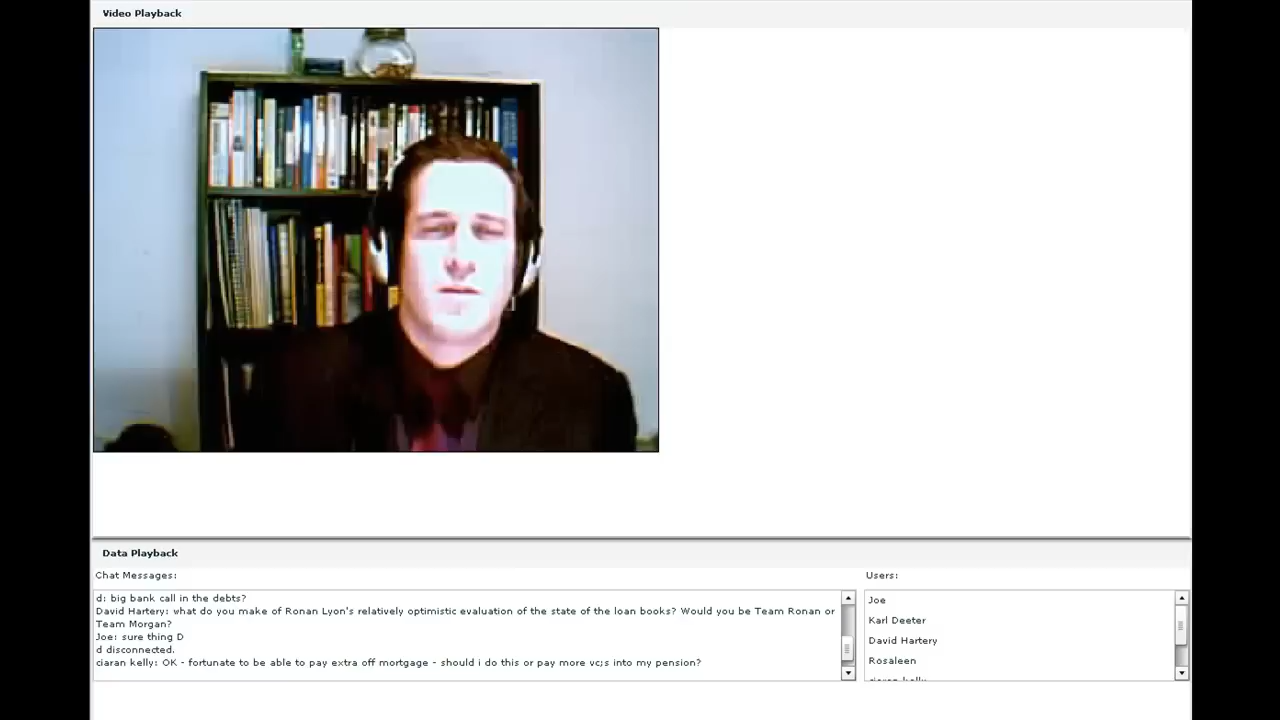 Video Playback
Data Playback
Chat Messages:
d: big bank call in the debts?
David Hartery: what do you make of Ronan Lyon's relatively optimistic evaluation of the state of the loan books? Would you be Team Ronan or
Team Morgan?
Joe: sure thing D
d disconnected.
ciaran kelly: OK - fortunate to be able to pay extra off mortgage - should i do this or pay more vc;s into my pension?
Users:
Joe
Karl Deeter
David Hartery
Rosaleen
ciaran kelly